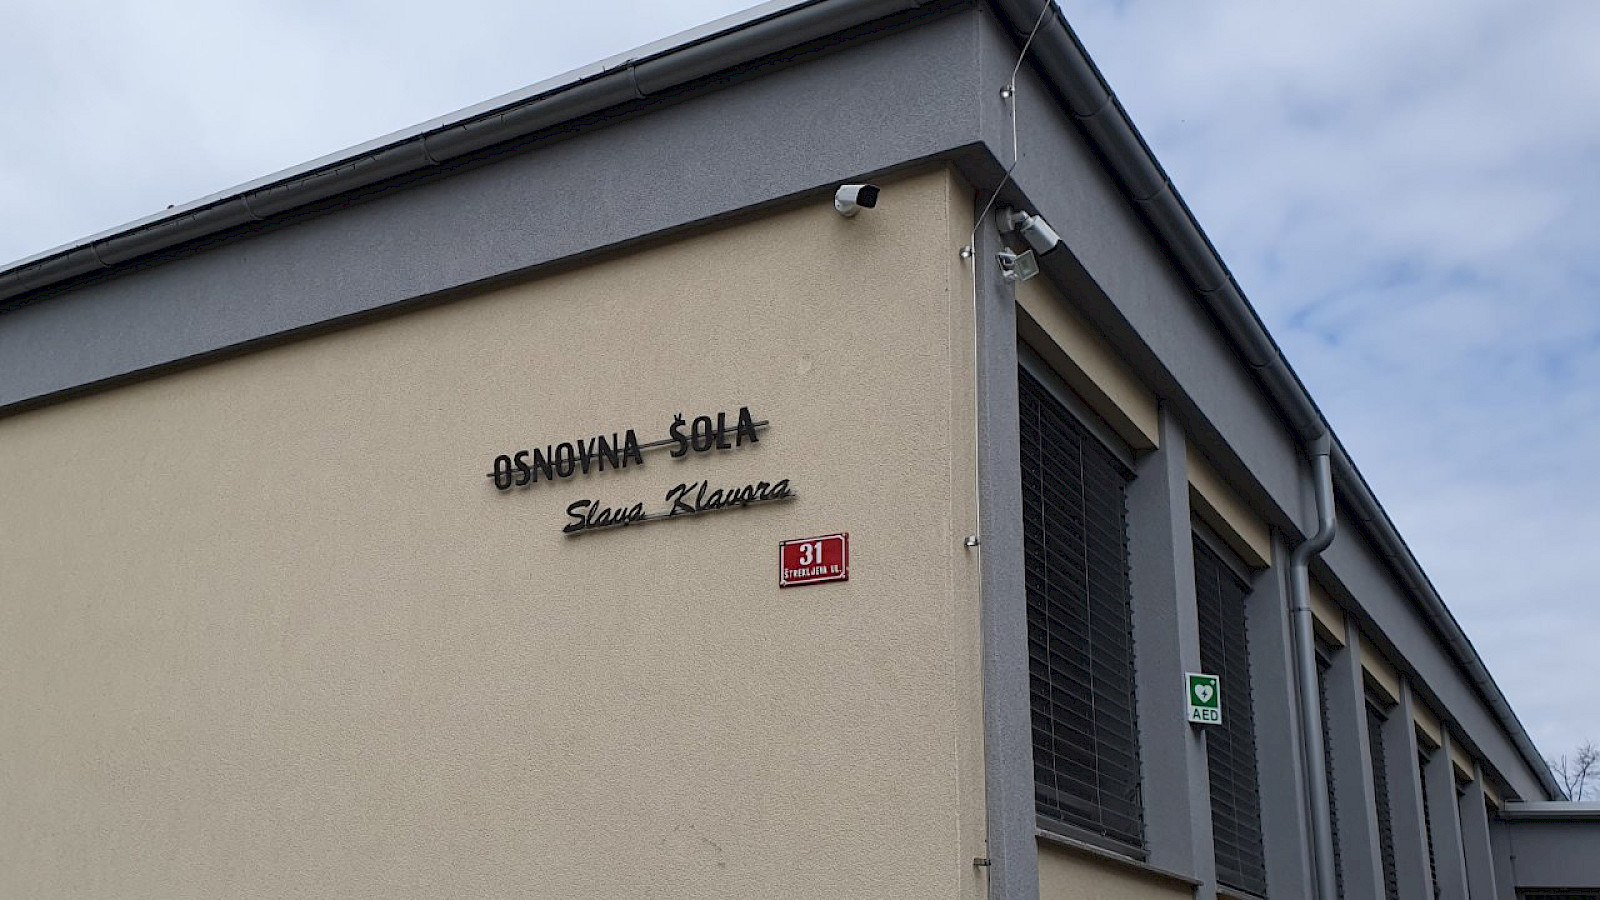 OSNOVNA ŠOLA
Slava Klavora
31
ŠTREKLJEVA UL.
AED